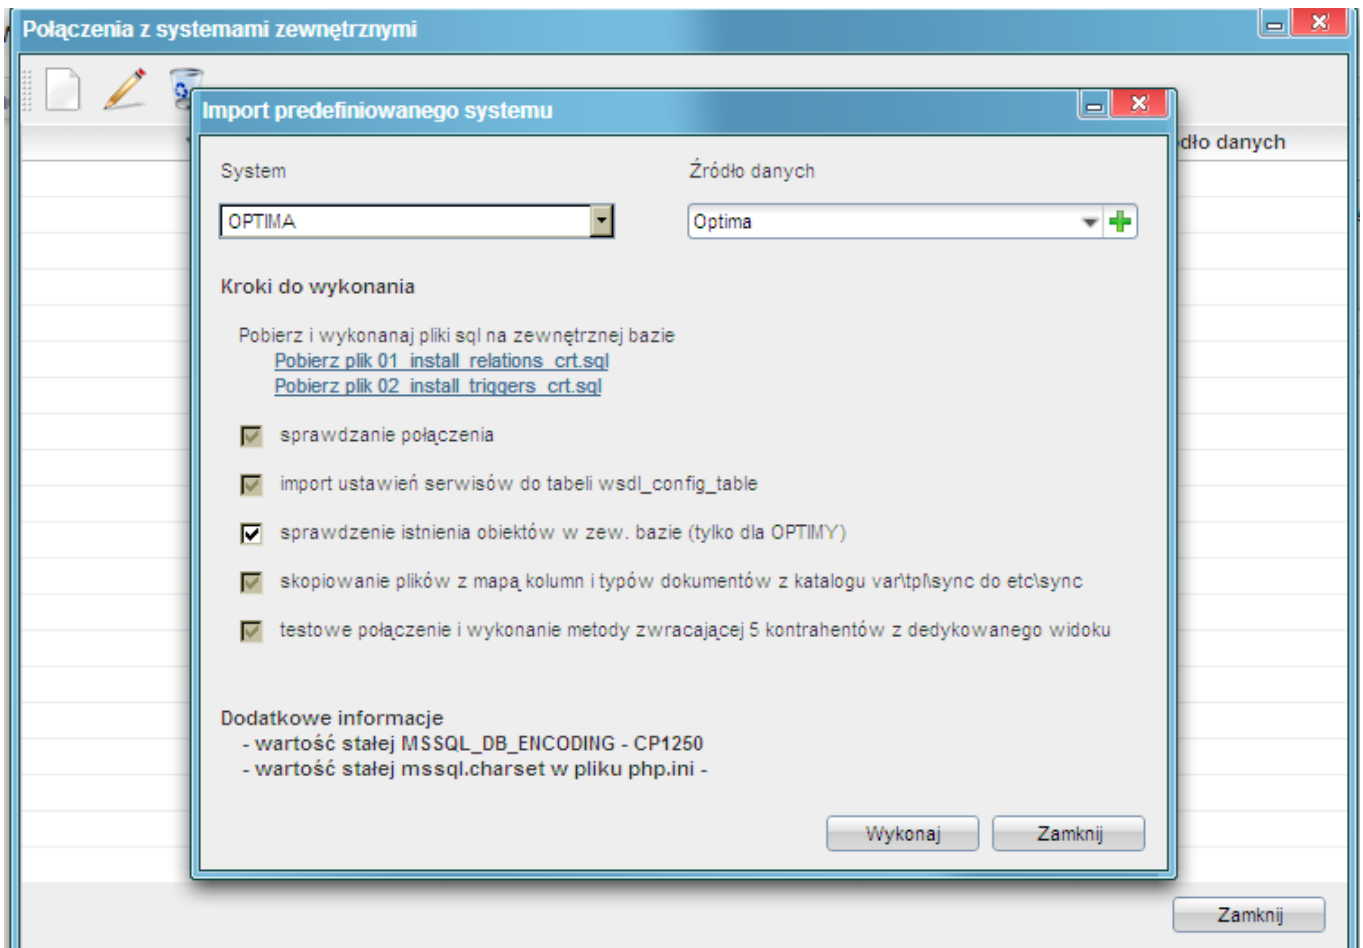 Połączenia z systemami zewnętrznymi
Import predefiniowanego systemu
dło danych
System
Źródło danych
OPTIMA
Optima
Kroki do wykonania
Pobierz i wykonanaj pliki sql na zewnętrznej bazie
Pobierz plik 01_install_relations_crt.sql
Pobierz plik 02_install_triggers_crt.sql
sprawdzanie połączenia
import ustawień serwisów do tabeli wsdl_config_table
sprawdzenie istnienia obiektów w zew. bazie (tylko dla OPTIMY)
skopiowanie plików z mapą kolumn i typów dokumentów z katalogu var\tpl\sync do etc\sync
testowe połączenie i wykonanie metody zwracającej 5 kontrahentów z dedykowanego widoku
Dodatkowe informacje
- wartość stałej MSSQL_DB_ENCODING - CP1250
- wartość stałej mssql.charset w pliku php.ini -
Wykonaj
Zamknij
Zamknij